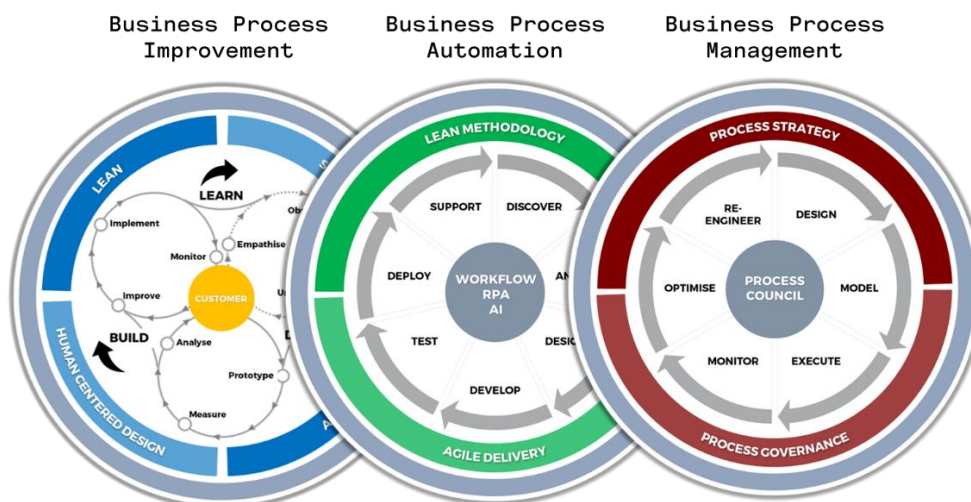 Business Process
Improvement
Business Process
Automation
Business Process
Management
LEAN
LEARN
Implement
Monitor
Empathise
CUSTOMER
Improve
BUILD
Analyse
Prototype
Measure
HUMAN CENTERED DESIGN
LEAN METHODOLOGY
SUPPORT
DISCOVER
DEPLOY
WORKFLOW
RPA
AI
TEST
DEVELOP
AGILE DELIVERY
PROCESS STRATEGY
RE-
ENGINEER
DESIGN
OPTIMISE
PROCESS
COUNCIL
MODEL
MONITOR
EXECUTE
PROCESS GOVERNANCE